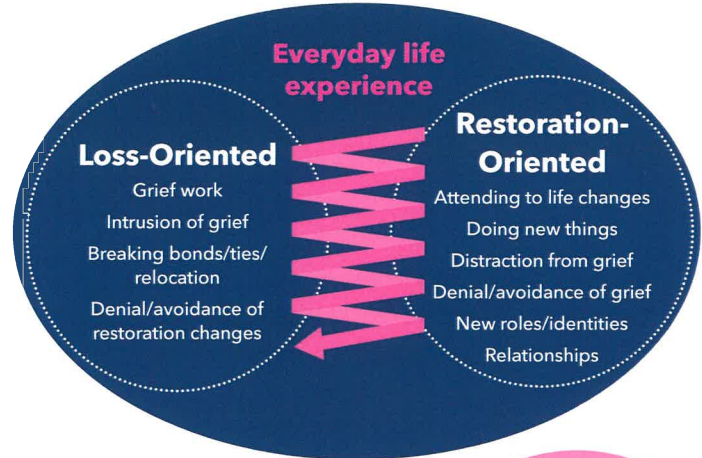 Everyday life
experience
Loss-Oriented
Grief work
Intrusion of grief
Breaking bonds/ties/
relocation
Denial/avoidance of
restoration changes
Restoration-
Oriented
Attending to life changes
Doing new things
Distraction from grief
Denial/avoidance of grief
New roles/identities
Relationships